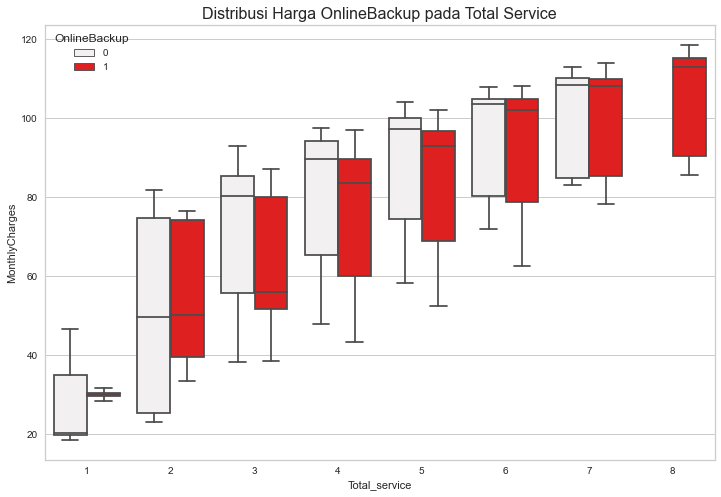 Distribusi Harga OnlineBackup pada Total Service
OnlineBackup
0
1
120
100
80
60
40
20
MonthlyCharges
1 2 3 4 5 6 7 8
Total_service